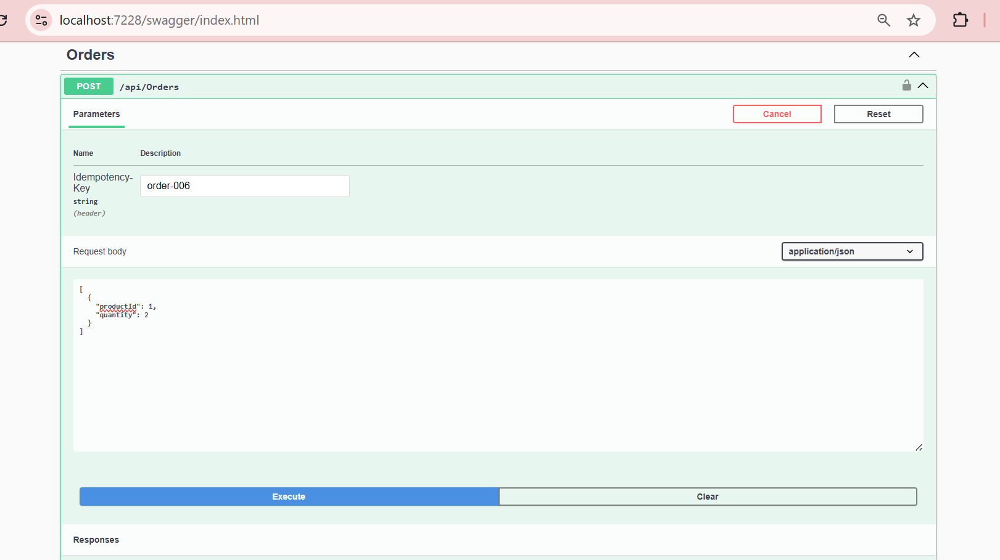 localhost:7228/swagger/index.html
Orders
POST /api/Orders
Parameters
Cancel
Reset
Name Description
Idempotency-
Key
string
(header)
order-006
Request body
application/json
[
{
"productId": 1,
"quantity": 2
}
]
Execute
Clear
Responses